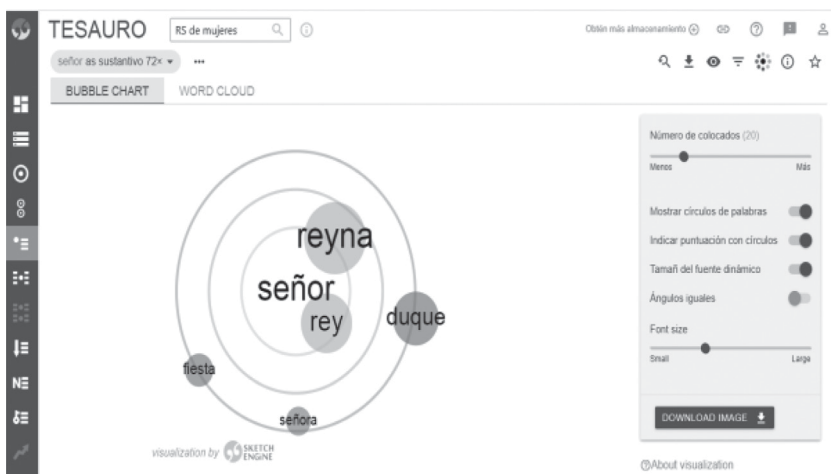 TESAURO
RS de mujeres
Obtén más almacenamiento
señor as sustantivo 72×
BUBBLE CHART
WORD CLOUD
Número de colocados (20)
Menos
Más
Mostrar círculos de palabras
Indicar puntuación con círculos
Tamañ del fuente dinámico
Ángulos iguales
Font size
Small
Large
DOWNLOAD IMAGE
About visualization
reyna
señor
rey
duque
fiesta
señora
visualization by SKETCH ENGINE